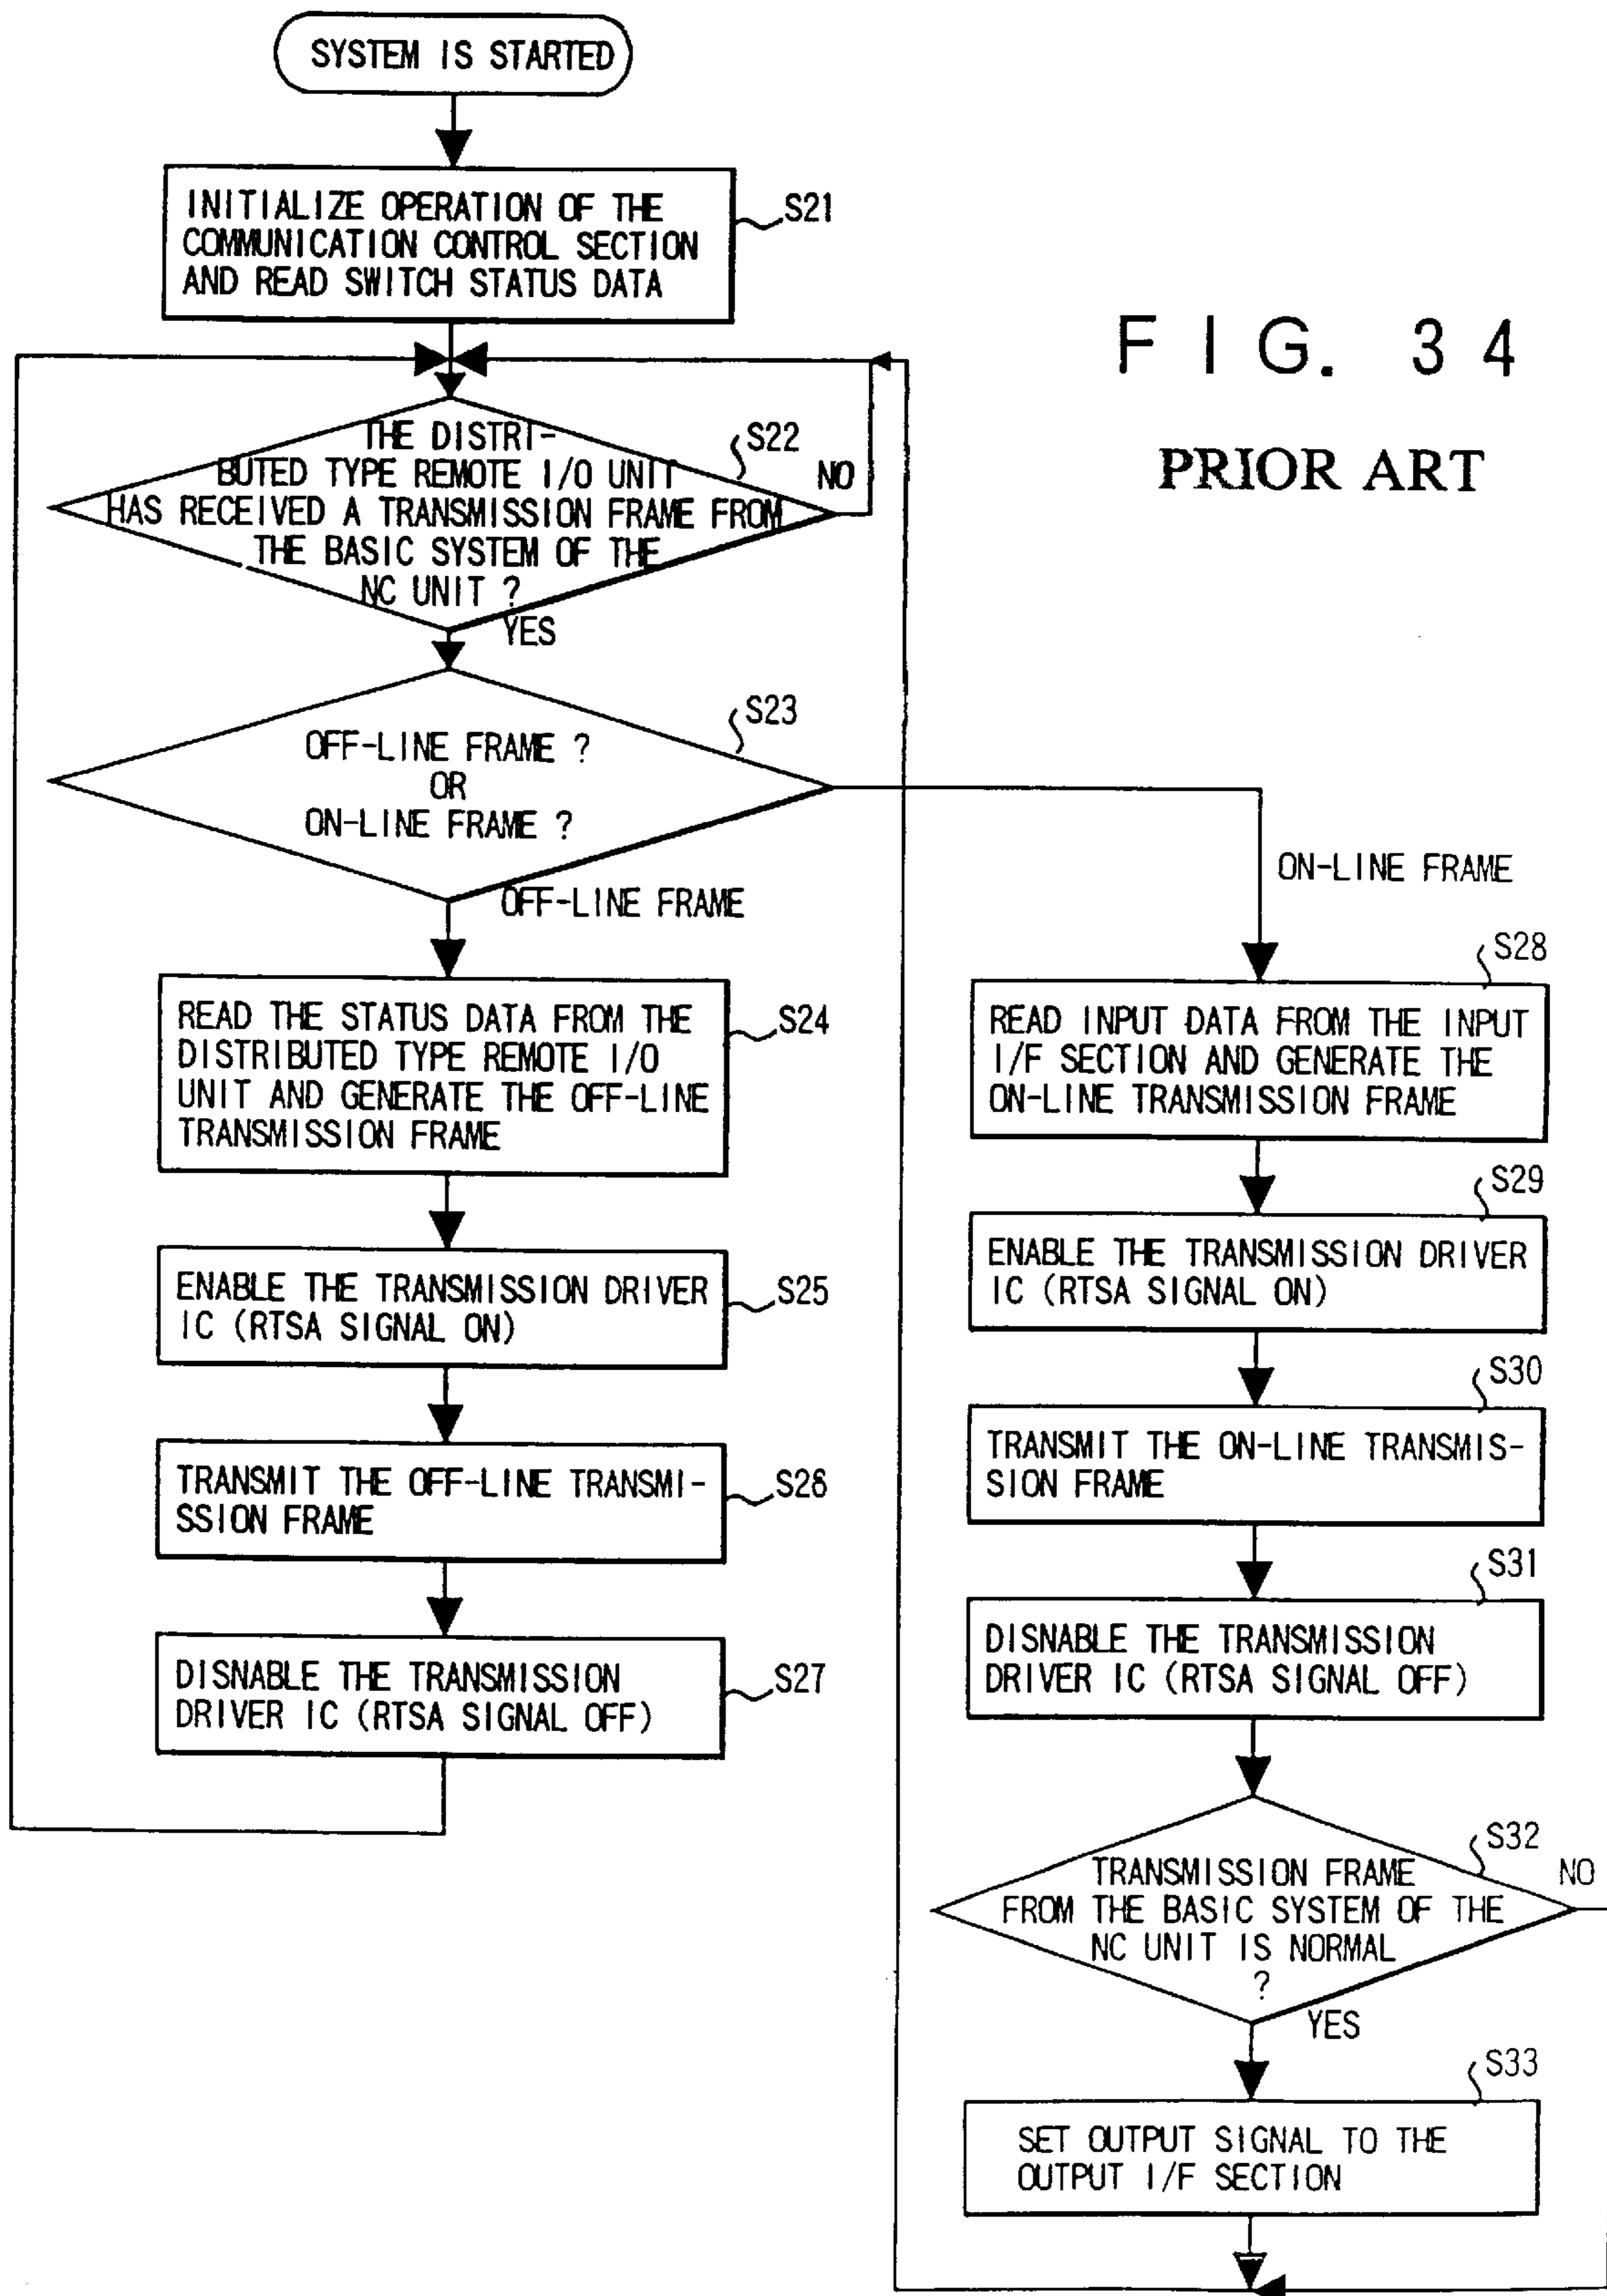 SYSTEM IS STARTED
INITIALIZE OPERATION OF THE
COMMUNICATION CONTROL SECTION
AND READ SWITCH STATUS DATA
S21
FIG. 34
PRIOR ART
THE DISTRI-
BUTED TYPE REMOTE I/O UNIT
HAS RECEIVED A TRANSMISSION FRAME FROM
THE BASIC SYSTEM OF THE
NC UNIT ?
S22
NO
YES
OFF-LINE FRAME ?
OR
ON-LINE FRAME ?
S23
OFF-LINE FRAME
ON-LINE FRAME
READ THE STATUS DATA FROM THE
DISTRIBUTED TYPE REMOTE I/O
UNIT AND GENERATE THE OFF-LINE
TRANSMISSION FRAME
S24
ENABLE THE TRANSMISSION DRIVER
IC (RTSA SIGNAL ON)
S25
TRANSMIT THE OFF-LINE TRANSMI-
SSION FRAME
S26
DISNABLE THE TRANSMISSION
DRIVER IC (RTSA SIGNAL OFF)
S27
S28
READ INPUT DATA FROM THE INPUT
I/F SECTION AND GENERATE THE
ON-LINE TRANSMISSION FRAME
S29
ENABLE THE TRANSMISSION DRIVER
IC (RTSA SIGNAL ON)
S30
TRANSMIT THE ON-LINE TRANSMIS-
SION FRAME
S31
DISNABLE THE TRANSMISSION
DRIVER IC (RTSA SIGNAL OFF)
S32
TRANSMISSION FRAME
FROM THE BASIC SYSTEM OF THE
NC UNIT IS NORMAL
?
NO
YES
S33
SET OUTPUT SIGNAL TO THE
OUTPUT I/F SECTION